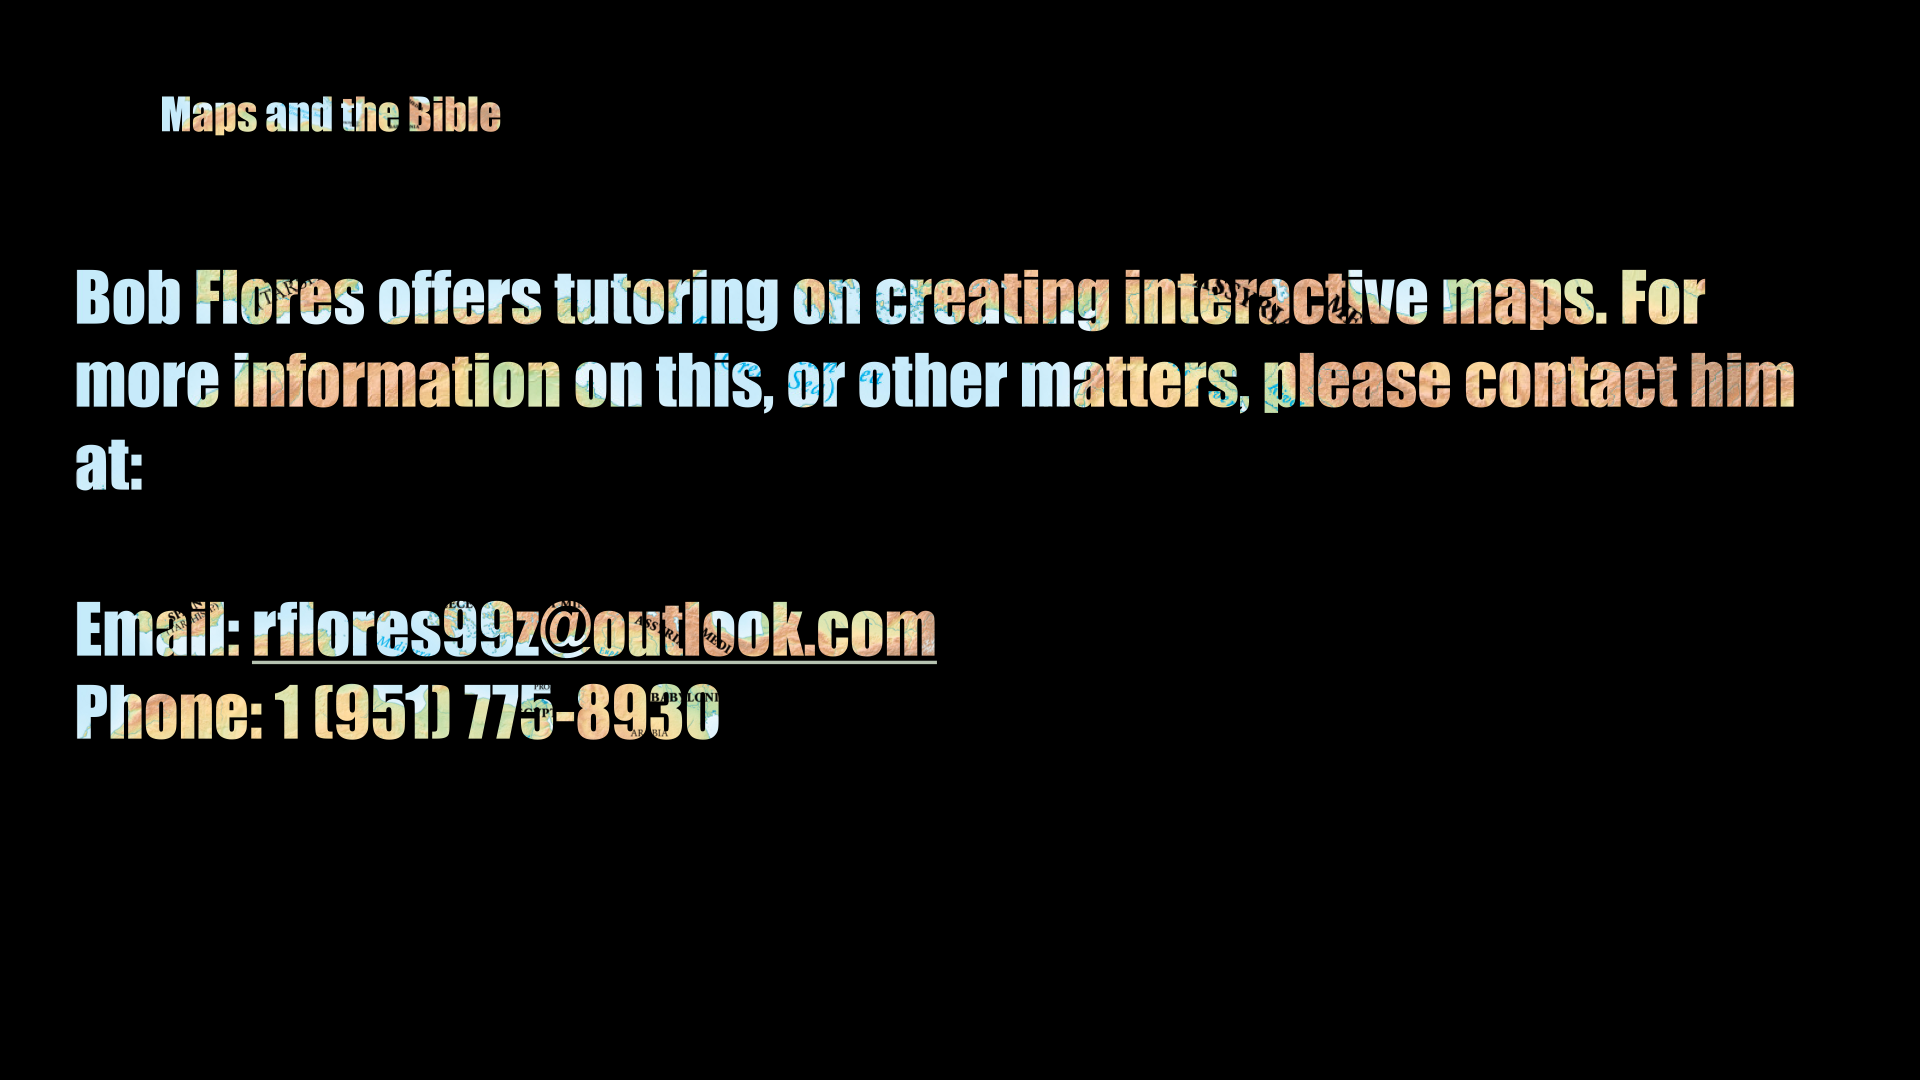 Maps and the Bible
Bob Flores offers tutoring on creating interactive maps. For
more information on this, or other matters, please contact him
at:
Email: rflores99z@outlook.com
Phone: 1 (951) 775-8930